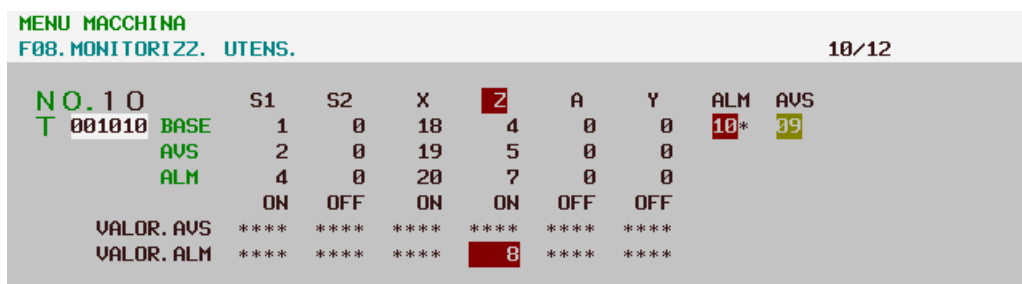 MENU MACCHINA
F08.MONITORIZZ. UTENS. 10/12
NO.10 S1 S2 X Z A Y ALM AVS
T 001010 BASE 1 0 18 4 0 0 10* 09
AVS 2 0 19 5 0 0
ALM 4 0 20 7 0 0
ON OFF ON ON OFF OFF
VALOR.AVS **** **** **** **** **** ****
VALOR.ALM **** **** **** 8 **** ****